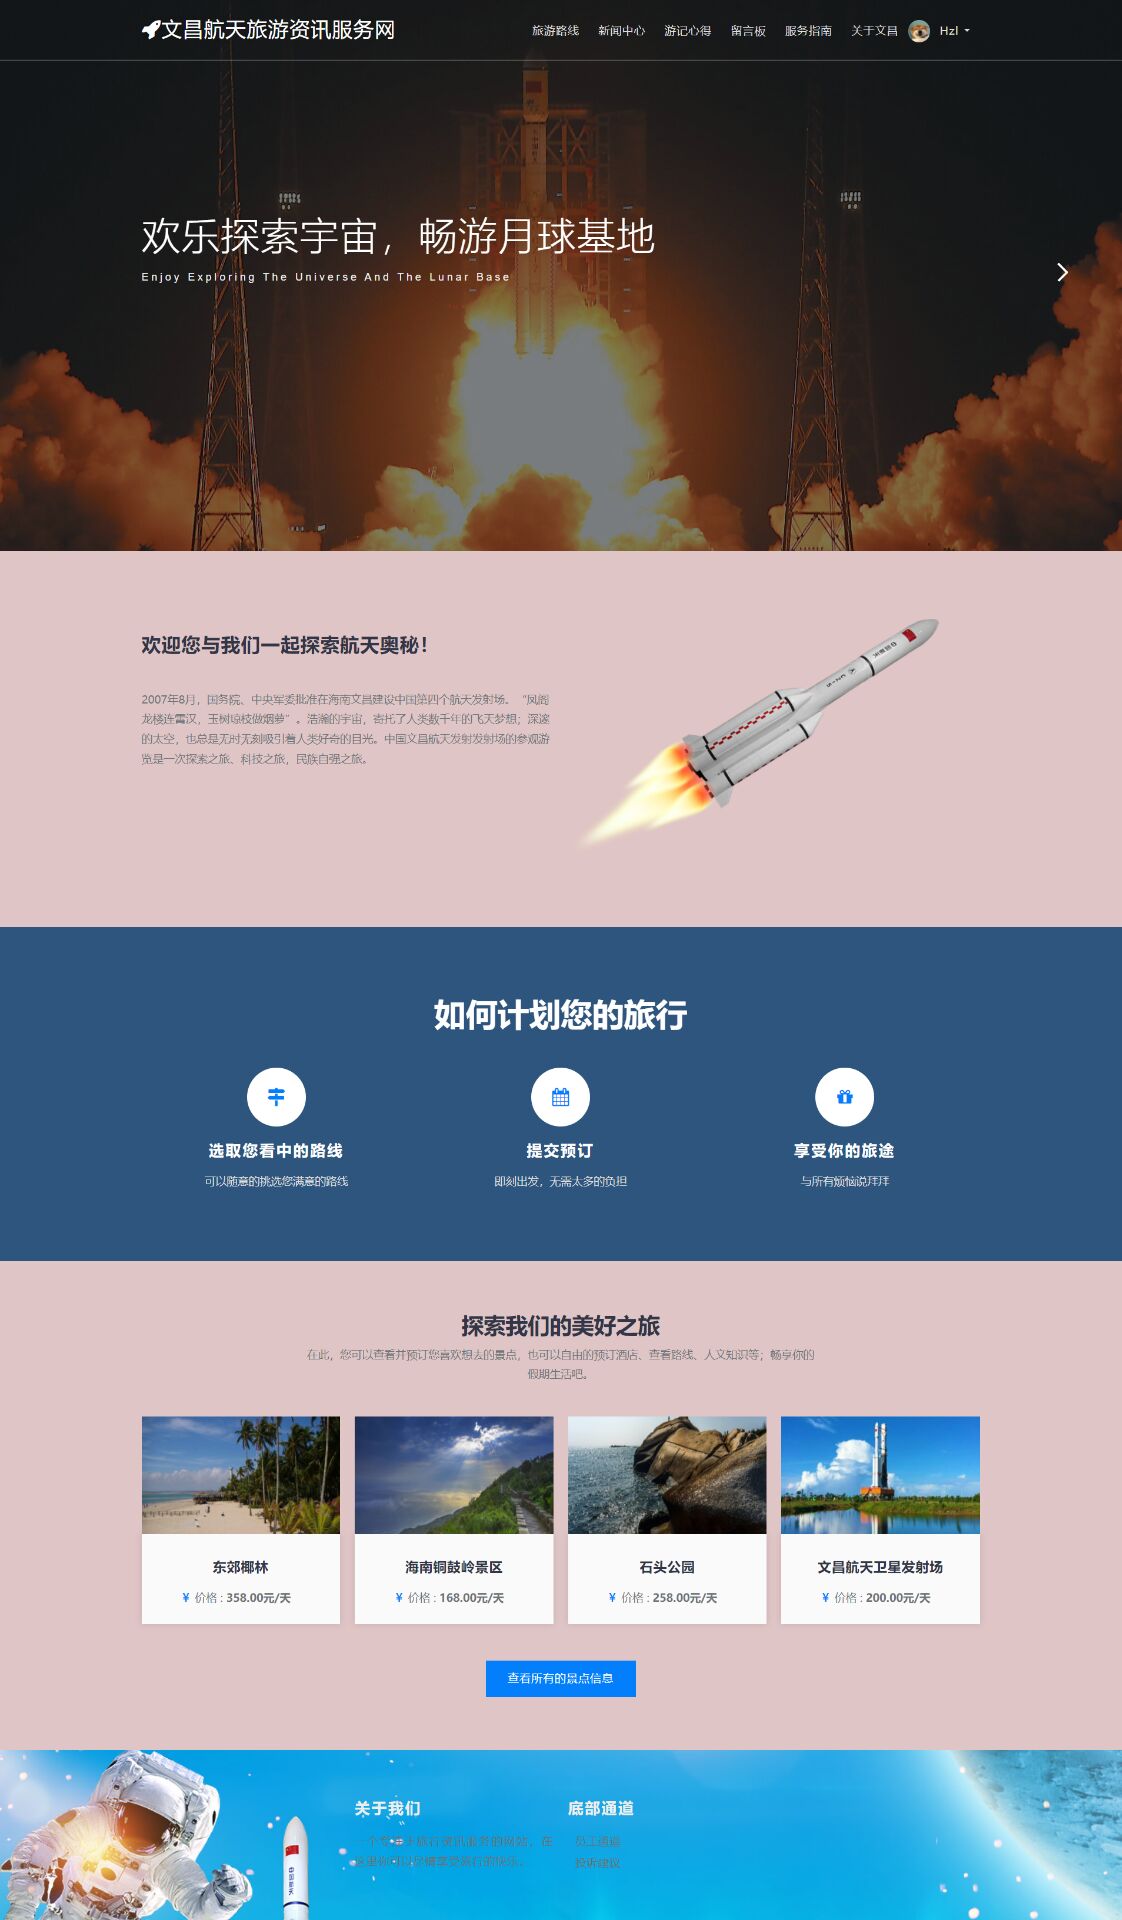 文昌航天旅游资讯服务网
旅游路线 新闻中心 游记心得 留言板 服务指南 关于文昌 Hzl
欢乐探索宇宙，畅游月球基地
Enjoy Exploring The Universe And The Lunar Base
欢迎您与我们一起探索航天奥秘！
2007年8月，国务院、中央军委批准在海南文昌建设中国第四个航天发射场。“凤阁
龙楼连霄汉，玉树琼枝做烟萝”。浩瀚的宇宙，寄托了人类数千年的飞天梦想；深邃
的太空，也总是无时无刻吸引着人类好奇的目光。中国文昌航天发射发射场的参观游
览是一次探索之旅、科技之旅，民族自强之旅。
如何计划您的旅行
选取您看中的路线
可以随意的挑选您满意的路线
提交预订
即刻出发，无需太多的负担
享受你的旅途
与所有烦恼说拜拜
探索我们的美好之旅
在此，您可以查看并预订您喜欢想去的景点，也可以自由的预订酒店、查看路线、人文知识等；畅享你的
假期生活吧。
东郊椰林
¥ 价格 : 358.00元/天
海南铜鼓岭景区
¥ 价格 : 168.00元/天
石头公园
¥ 价格 : 258.00元/天
文昌航天卫星发射场
¥ 价格 : 200.00元/天
查看所有的景点信息
关于我们
一个专注于旅行资讯服务的网站，在
这里你可以尽情享受旅行的快乐。
底部通道
员工通道
投诉建议
中国航天